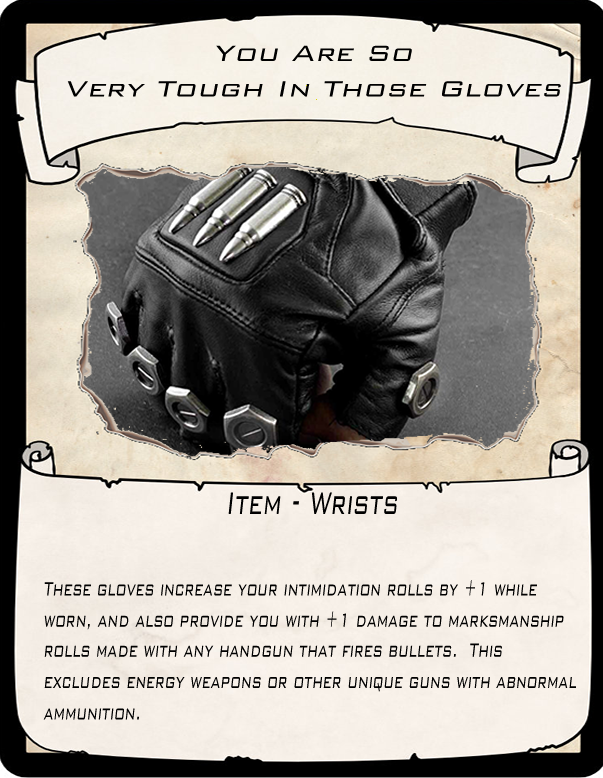 You Are So
Very Tough In Those Gloves
Item - Wrists
These gloves increase your intimidation rolls by +1 while
worn, and also provide you with +1 damage to marksmanship
rolls made with any handgun that fires bullets. This
excludes energy weapons or other unique guns with abnormal
ammunition.